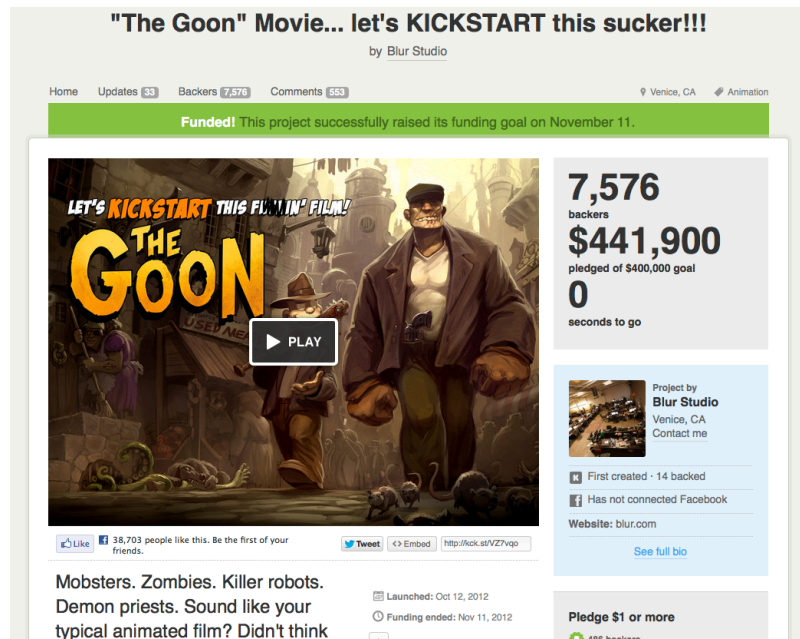 "The Goon" Movie... let's KICKSTART this sucker!!!
by Blur Studio
Home Updates 33 Backers 7,576 Comments 553
Venice, CA Animation
Funded! This project successfully raised its funding goal on November 11.
LET'S KICKSTART THIS FILM!
THE
GOON
USED
PLAY
7,576
backers
$441,900
pledged of $400,000 goal
0
seconds to go
Project by
Blur Studio
Venice, CA
Contact me
First created · 14 backed
Has not connected Facebook
Website: blur.com
See full bio
Like 38,703 people like this. Be the first of your
friends.
Tweet <> Embed http://kck.st/VZ7vqo
Mobsters. Zombies. Killer robots.
Demon priests. Sound like your
typical animated film? Didn't think
Launched: Oct 12, 2012
Funding ended: Nov 11, 2012
Pledge $1 or more
486 backers